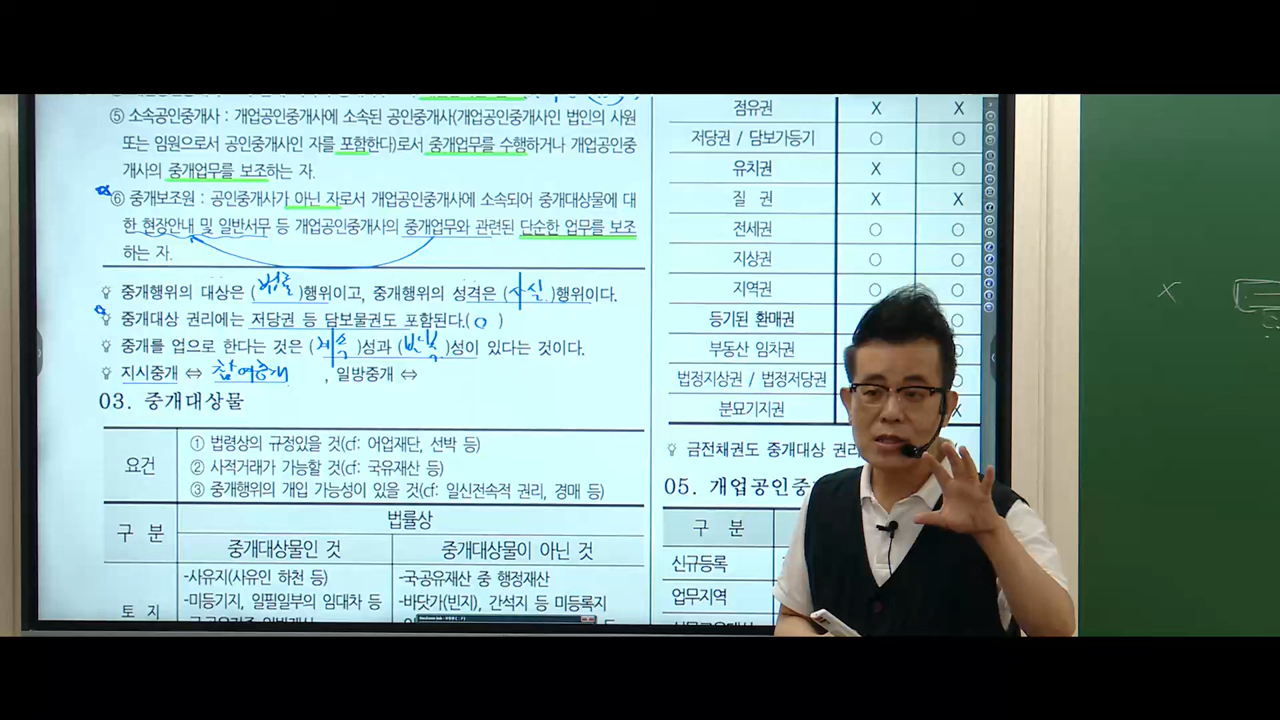 ⑤ 소속공인중개사 : 개업공인중개사에 소속된 공인중개사(개업공인중개사인 법인의 사원
또는 임원으로서 공인중개사인 자를 포함한다)로서 중개업무를 수행하거나 개업공인중
개사의 중개업무를 보조하는 자.
⑥ 중개보조원 : 공인중개사가 아닌 자로서 개업공인중개사에 소속되어 중개대상물에 대
한 현장안내 및 일반서무 등 개업공인중개사의 중개업무와 관련된 단순한 업무를 보조
하는 자.
중개행위의 대상은 (법률)행위이고, 중개행위의 성격은 (사실)행위이다.
중개대상 권리에는 저당권 등 담보물권도 포함된다.(O)
중개를 업으로 한다는 것은 (계속)성과 (반복)성이 있다는 것이다.
지시중개 ⇔ 참여중개 , 일방중개 ⇔
03. 중개대상물
요건
① 법령상의 규정있을 것(cf: 어업재단, 선박 등)
② 사적거래가 가능할 것(cf: 국유재산 등)
③ 중개행위의 개입 가능성이 있을 것(cf: 일신전속적 권리, 경매 등)
구 분 법률상
중개대상물인 것 중개대상물이 아닌 것
토 지
-사유지(사유인 하천 등) -국공유재산 중 행정재산
-미등기지, 일필일부의 임대차 등 -바닷가(빈지), 간석지 등 미등록지
점유권 X X
저당권 / 담보가등기 ○ ○
유치권 X ○
질 권 X X
전세권 ○ ○
지상권 ○ ○
지역권 ○ ○
등기된 환매권 ○
부동산 임차권 ○
법정지상권 / 법정저당권 ○
분묘기지권 X
금전채권도 중개대상 권리
05. 개업공인중
구 분
신규등록
업무지역
X